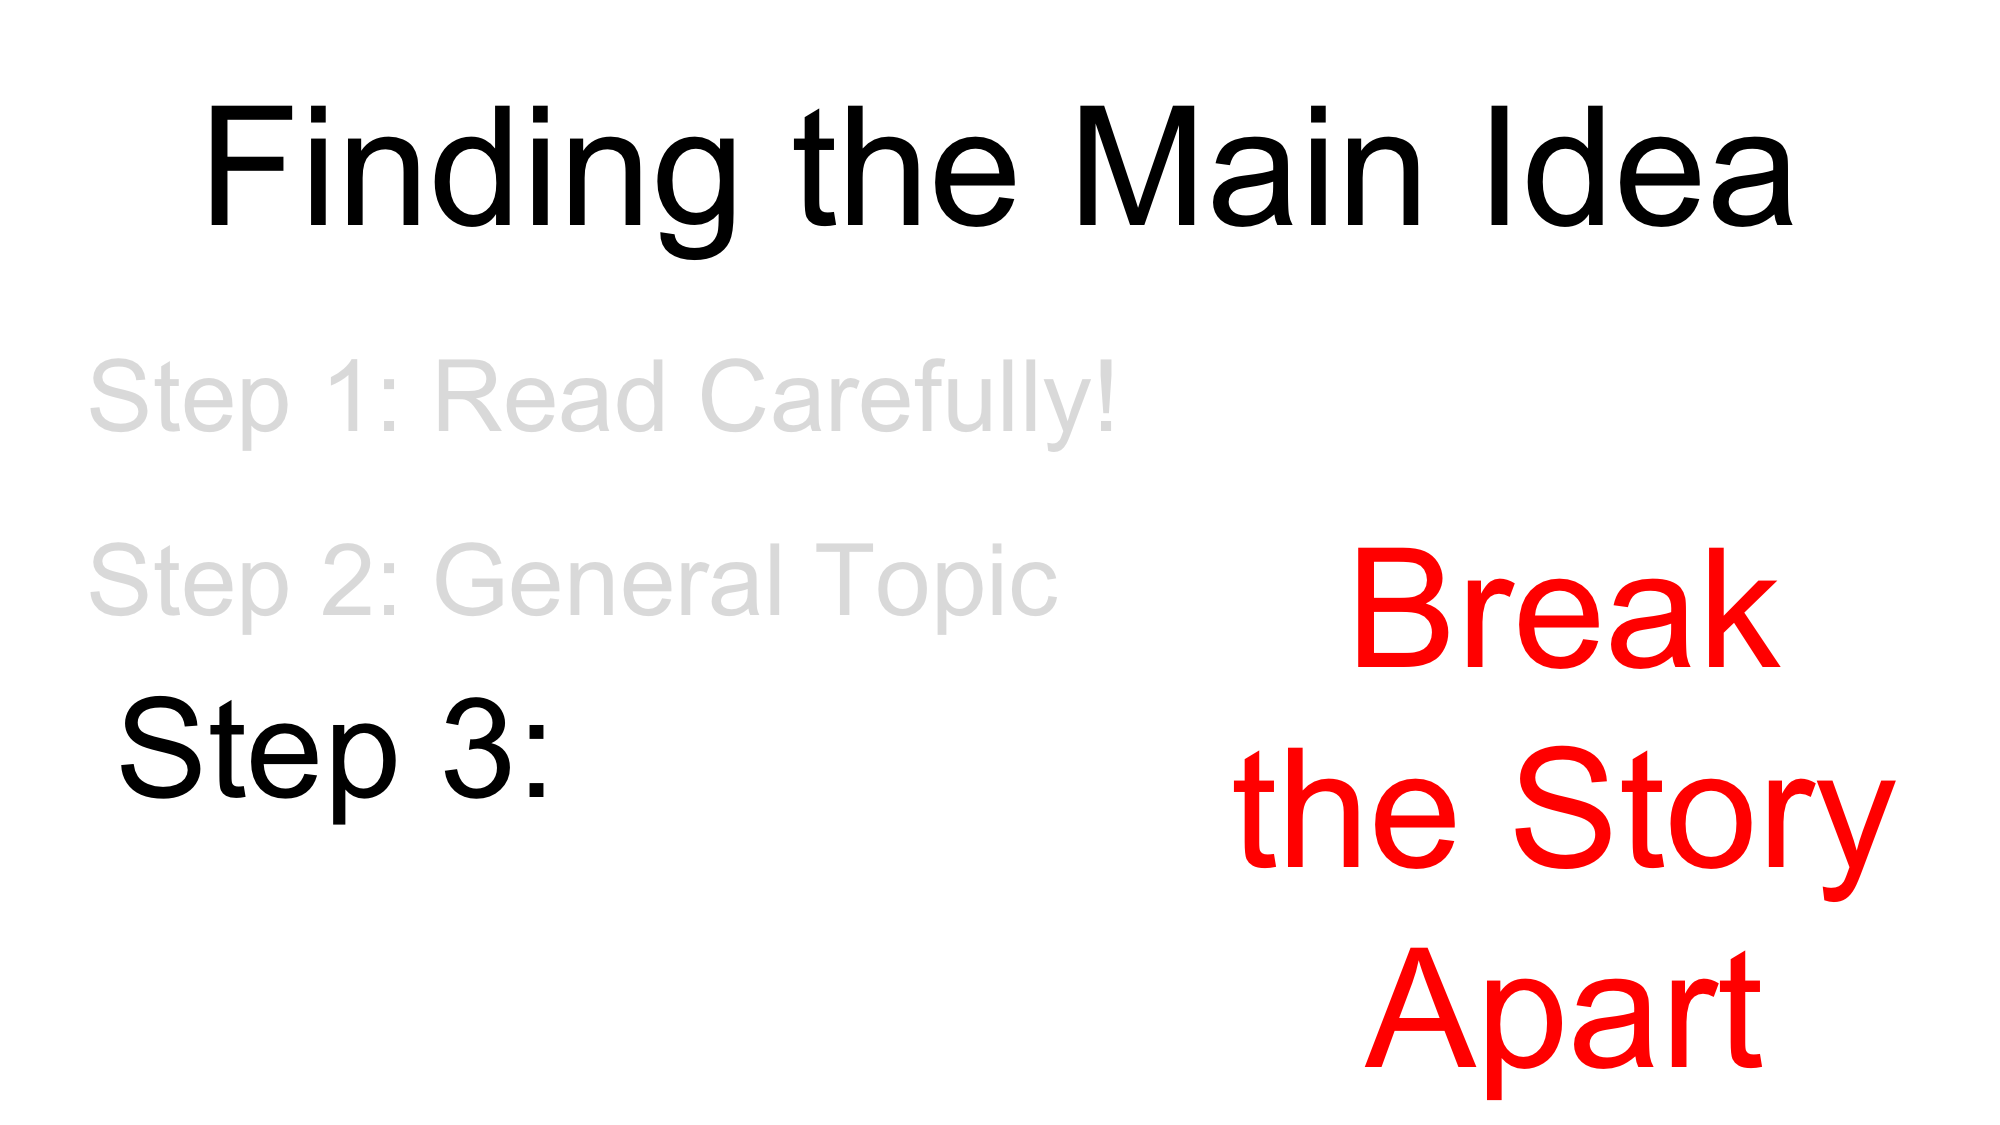 Finding the Main Idea
Step 1: Read Carefully!
Step 2: General Topic
Step 3:
Break
the Story
Apart